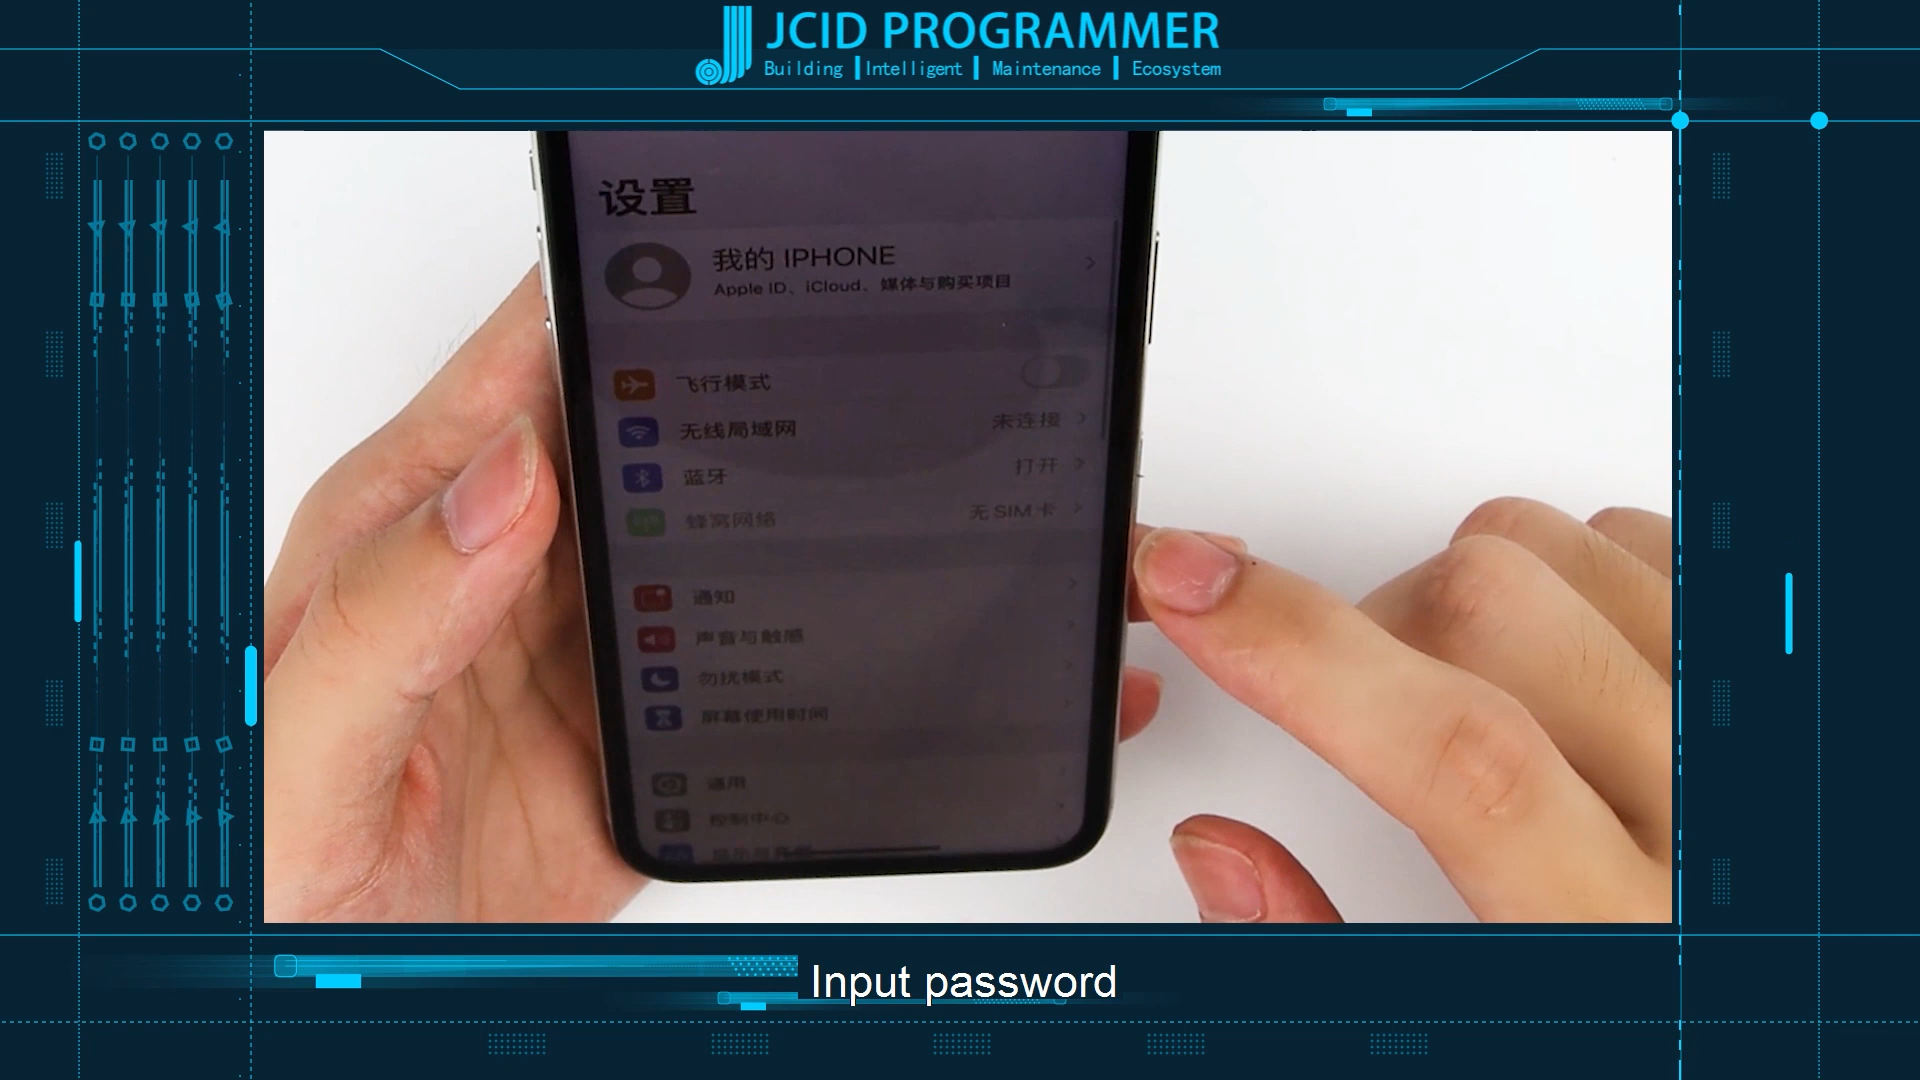 JCID PROGRAMMER
Building Intelligent Maintenance Ecosystem
设置
我的 IPHONE
Apple ID、iCloud、媒体与购买项目
飞行模式
无线局域网 未连接
蓝牙 打开
蜂窝网络 无 SIM 卡
通知
声音与触感
勿扰模式
屏幕使用时间
通用
控制中心
Input password